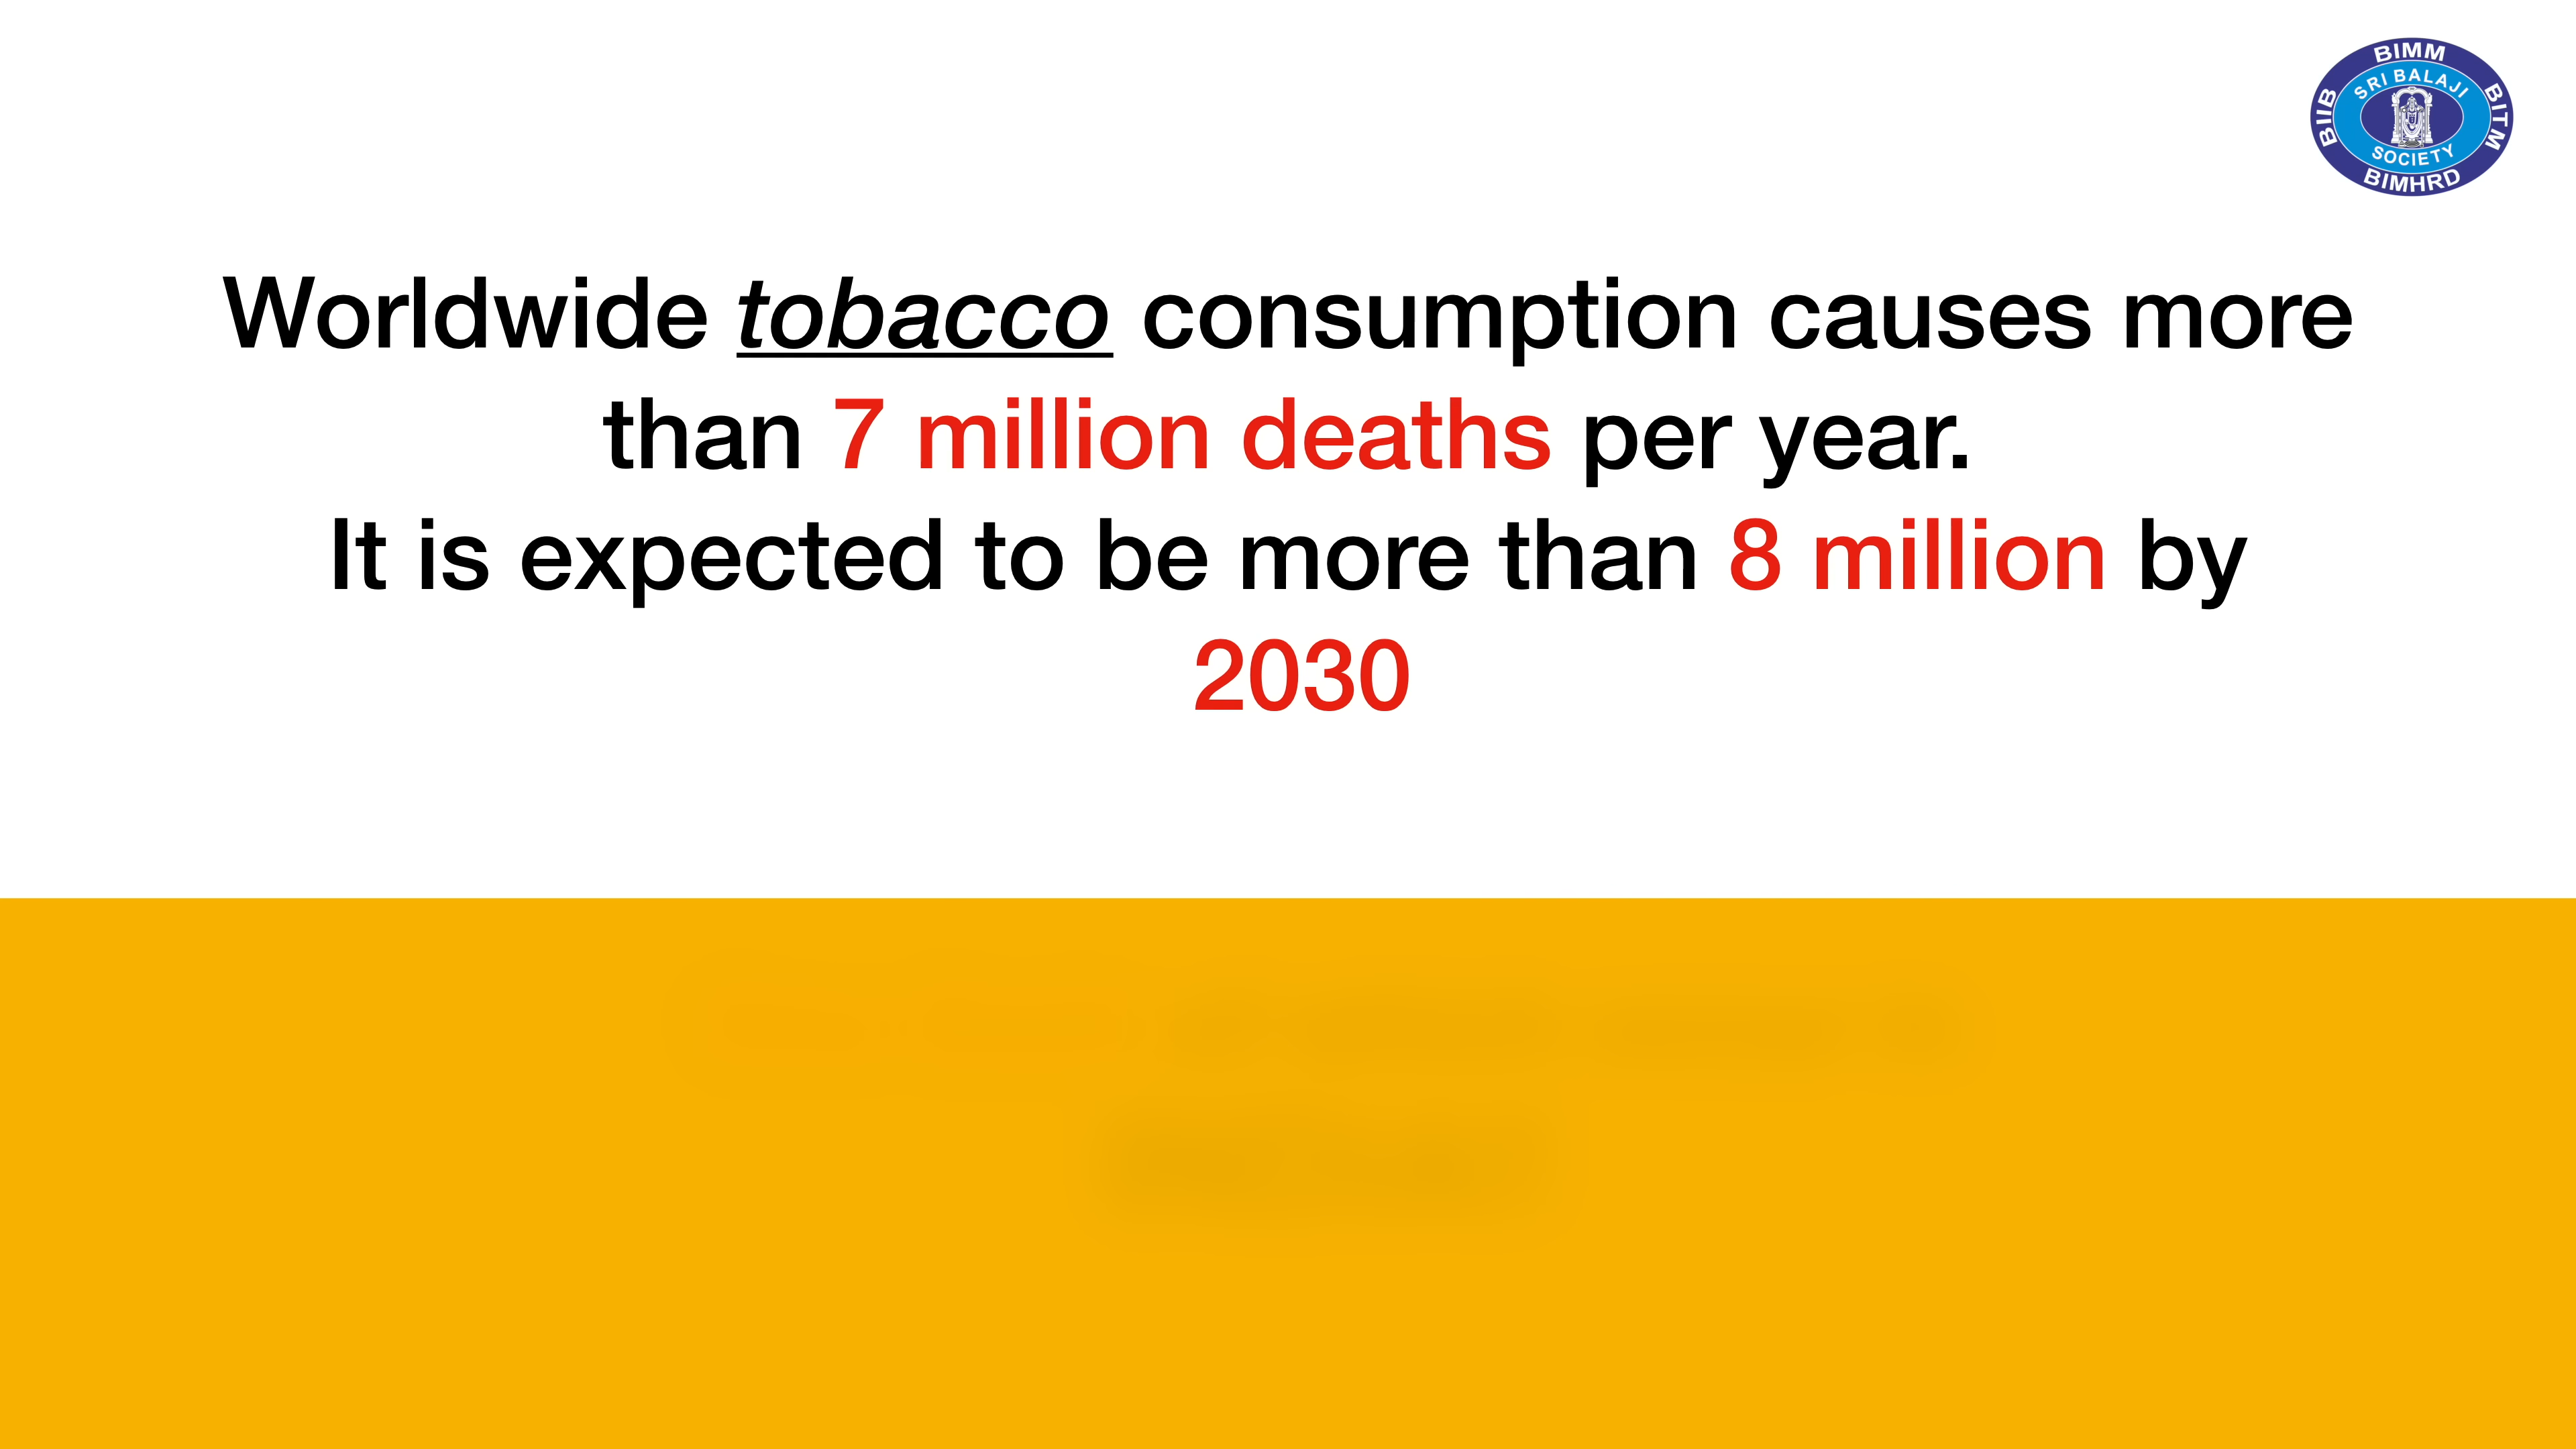 BIMM
SRI BALAJI
BIIB
BITM
SOCIETY
BIMHRD
Worldwide tobacco consumption causes more
than 7 million deaths per year.
It is expected to be more than 8 million by
2030